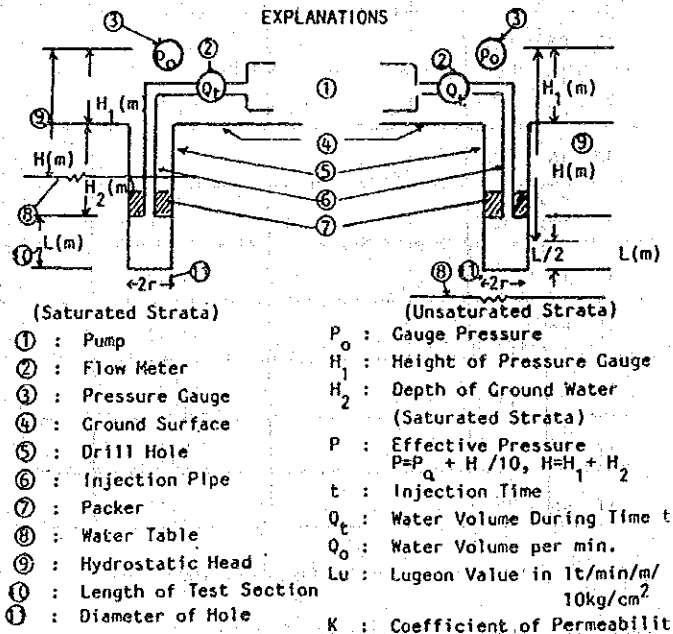 EXPLANATIONS
③
③
②
②
P₀
P₀
Qt
Qt
①
H₁(m)
H₁(m)
⑨
④
⑨
H(m)
⑤
H(m)
H₂(m)
⑥
⑧
⑦
L(m)
L/2
L(m)
⑩
2r
⑪
⑧
⑪
2r
(Saturated Strata)
(Unsaturated Strata)
① : Pump
② : Flow Meter
③ : Pressure Gauge
④ : Ground Surface
⑤ : Drill Hole
⑥ : Injection Pipe
⑦ : Packer
⑧ : Water Table
⑨ : Hydrostatic Head
⑩ : Length of Test Section
⑪ : Diameter of Hole
P₀ : Gauge Pressure
H₁ : Height of Pressure Gauge
H₂ : Depth of Ground Water
(Saturated Strata)
P : Effective Pressure
P=P₀ + H /10, H=H₁+ H₂
t : Injection Time
Qt : Water Volume During Time t
Q₀ : Water Volume per min.
Lu : Lugeon Value in lt/min/m/
10kg/cm²
K : Coefficient of Permeabilit